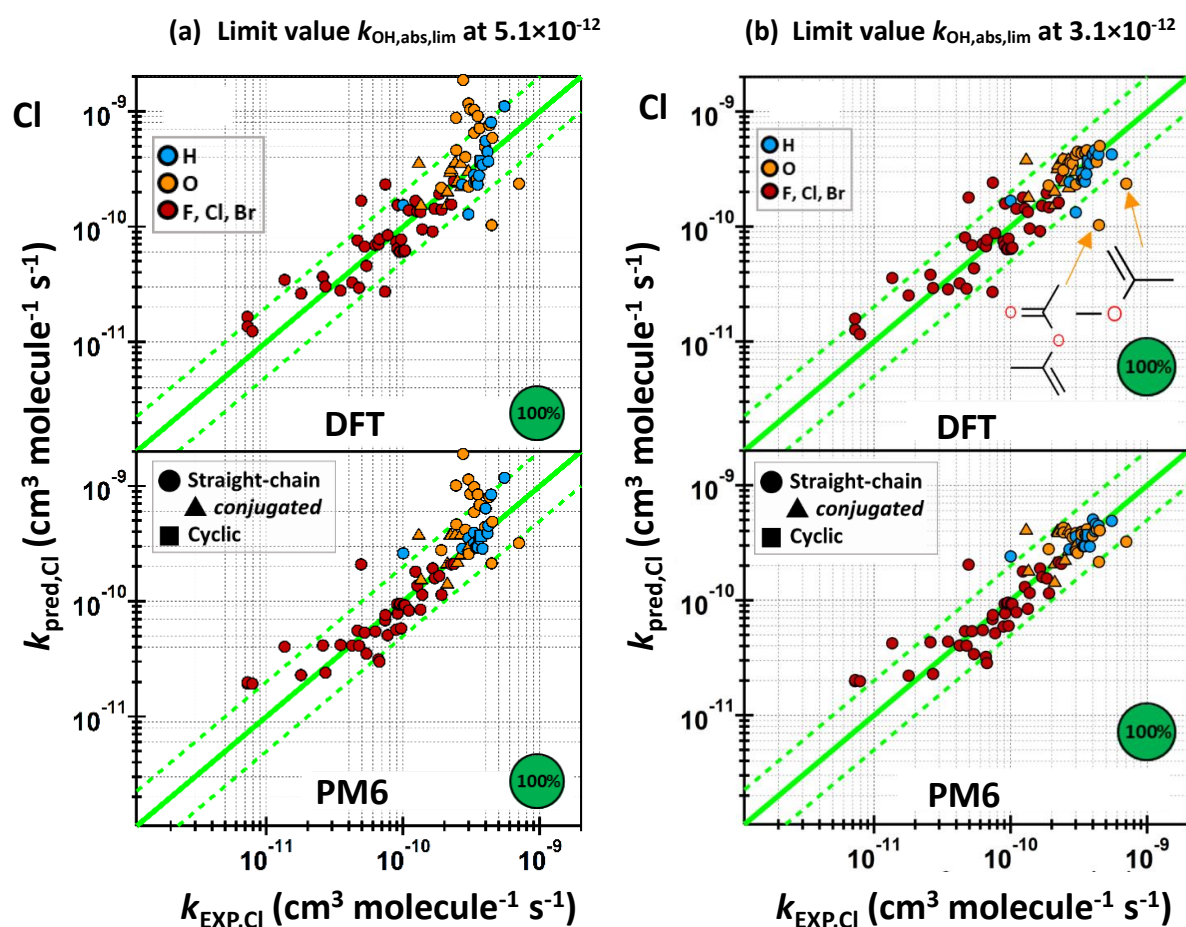 (a) Limit value kOH,abs,lim at 5.1×10-12
(b) Limit value kOH,abs,lim at 3.1×10-12
Cl
Cl
kpred,Cl (cm3 molecule-1 s-1)
kpred,Cl (cm3 molecule-1 s-1)
10-9
10-10
10-11
H
O
F, Cl, Br
DFT
100%
10-9
10-10
10-11
Straight-chain
conjugated
Cyclic
PM6
100%
10-11
10-10
10-9
kEXP,Cl (cm3 molecule-1 s-1)
10-9
10-10
10-11
H
O
F, Cl, Br
O
O
O
DFT
100%
10-9
10-10
10-11
Straight-chain
conjugated
Cyclic
PM6
100%
10-11
10-10
10-9
kEXP,Cl (cm3 molecule-1 s-1)